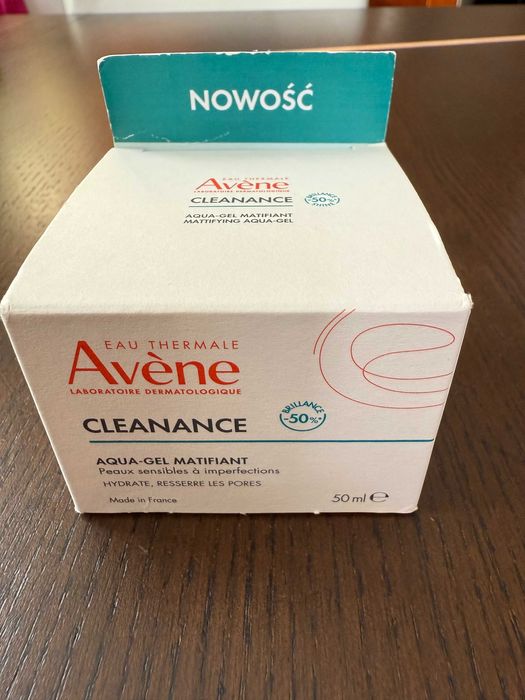 NOWOŚĆ
EAU THERMALE
Avène
LABORATOIRE DERMATOLOGIQUE
CLEANANCE
BRILLANCE
-50%*
SHINE
AQUA-GEL MATIFIANT
MATTIFYING AQUA-GEL
EAU THERMALE
Avène
LABORATOIRE DERMATOLOGIQUE
CLEANANCE
BRILLANCE
-50%*
AQUA-GEL MATIFIANT
Peaux sensibles à imperfections
HYDRATE, RESSERRE LES PORES
Made in France
50 ml ℮